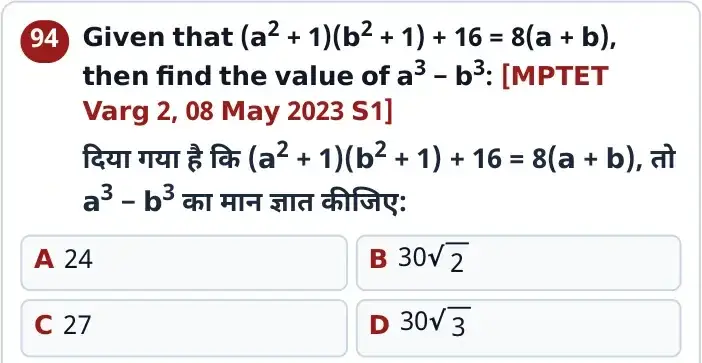 94 Given that (a² + 1)(b² + 1) + 16 = 8(a + b),
then find the value of a³ – b³: [MPTET
Varg 2, 08 May 2023 S1]
दिया गया है कि (a² + 1)(b² + 1) + 16 = 8(a + b), तो
a³ – b³ का मान ज्ञात कीजिए:
A 24
B 30√2
C 27
D 30√3